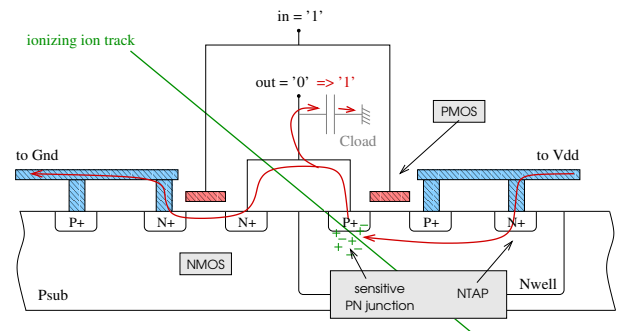 in = '1'
ionizing ion track
out = '0' => '1'
PMOS
Cload
to Gnd
to Vdd
P+
N+
N+
P+
P+
N+
NMOS
sensitive
PN junction
NTAP
Nwell
Psub